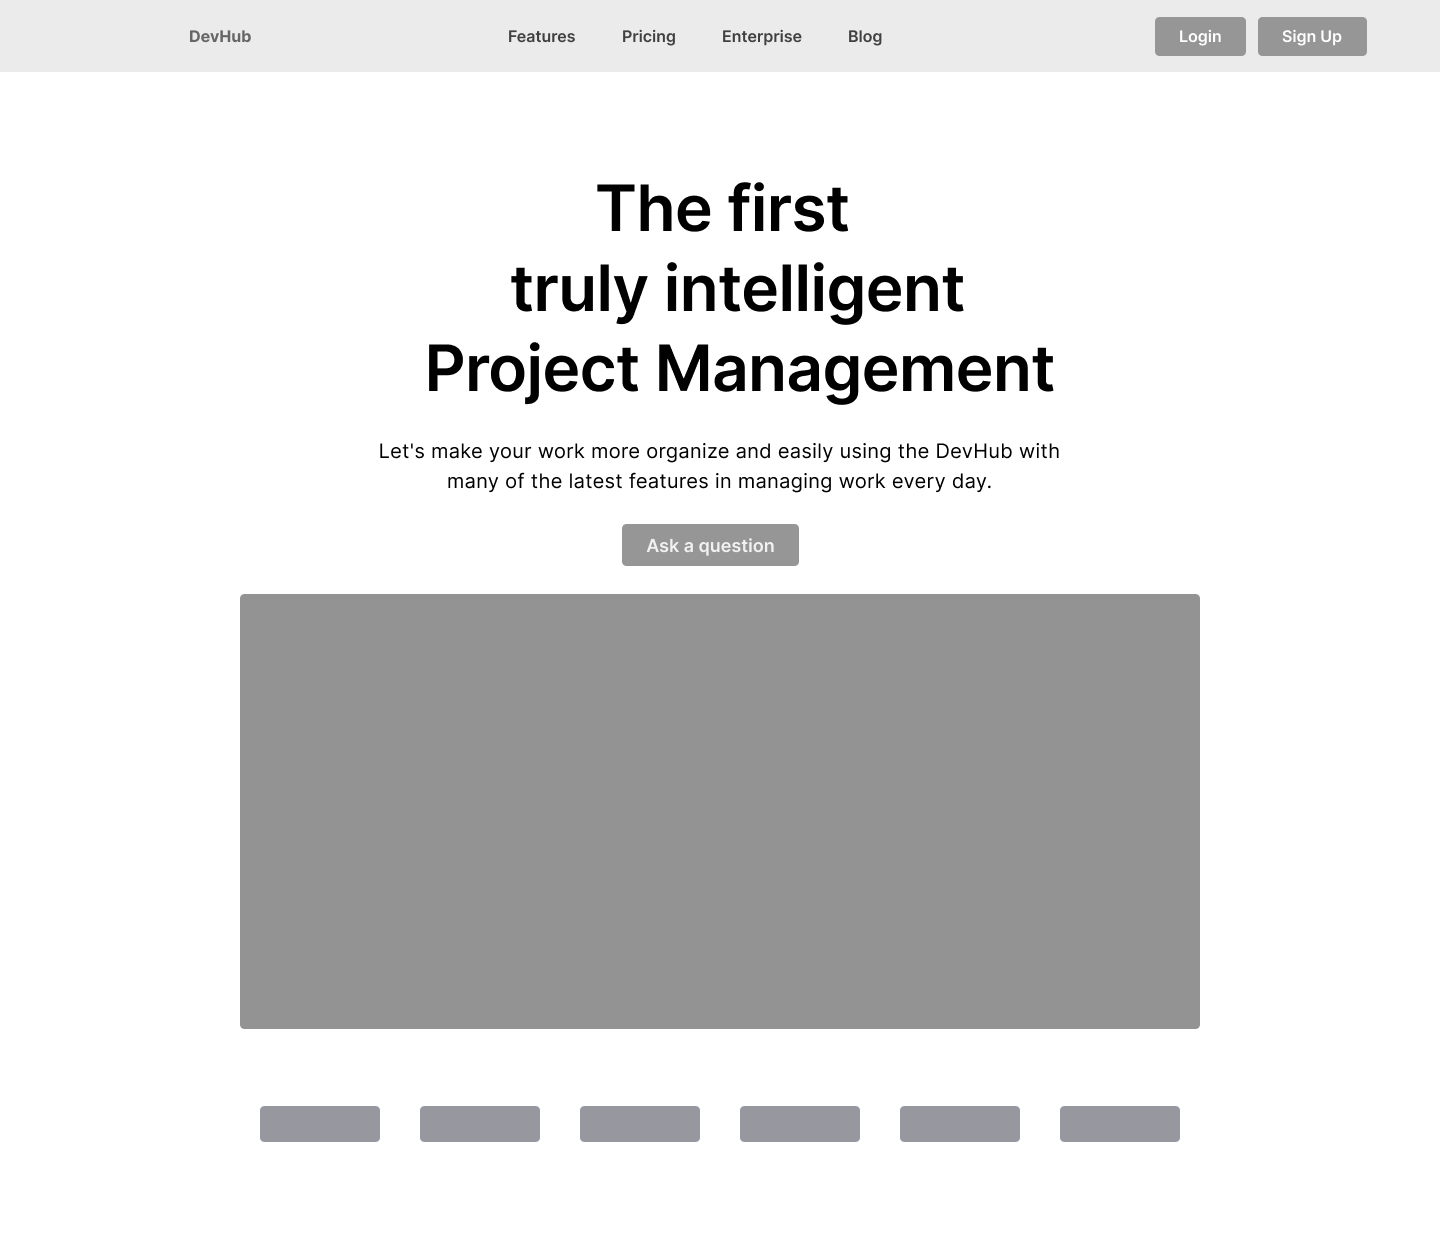 DevHub
Features
Pricing
Enterprise
Blog
Login
Sign Up
The first
truly intelligent
Project Management
Let's make your work more organize and easily using the DevHub with
many of the latest features in managing work every day.
Ask a question